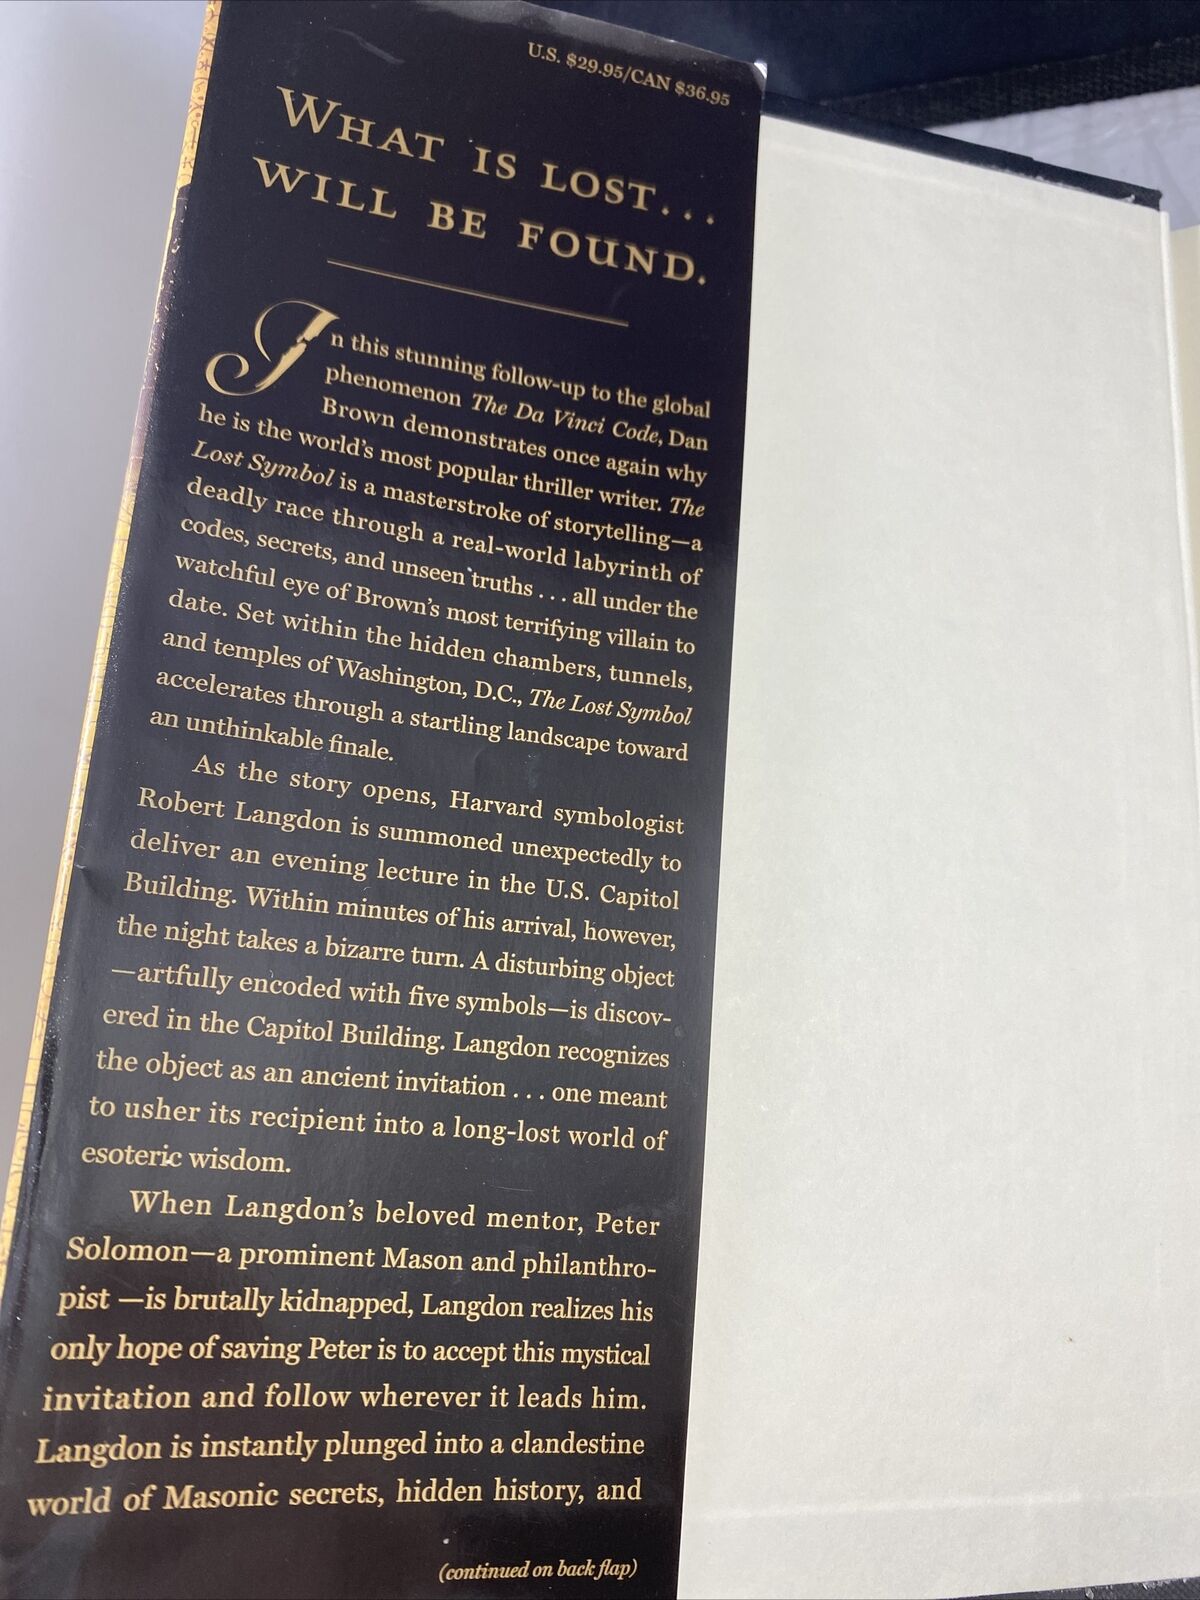 U.S. $29.95/CAN $36.95
WHAT IS LOST...
WILL BE FOUND.
In this stunning follow-up to the global
phenomenon The Da Vinci Code, Dan
Brown demonstrates once again why
he is the world's most popular thriller writer. The
Lost Symbol is a masterstroke of storytelling—a
deadly race through a real-world labyrinth of
codes, secrets, and unseen truths . . . all under the
watchful eye of Brown's most terrifying villain to
date. Set within the hidden chambers, tunnels,
and temples of Washington, D.C., The Lost Symbol
accelerates through a startling landscape toward
an unthinkable finale.
As the story opens, Harvard symbologist
Robert Langdon is summoned unexpectedly to
deliver an evening lecture in the U.S. Capitol
Building. Within minutes of his arrival, however,
the night takes a bizarre turn. A disturbing object
—artfully encoded with five symbols—is discov-
ered in the Capitol Building. Langdon recognizes
the object as an ancient invitation . . . one meant
to usher its recipient into a long-lost world of
esoteric wisdom.
When Langdon's beloved mentor, Peter
Solomon—a prominent Mason and philanthro-
pist —is brutally kidnapped, Langdon realizes his
only hope of saving Peter is to accept this mystical
invitation and follow wherever it leads him.
Langdon is instantly plunged into a clandestine
world of Masonic secrets, hidden history, and
(continued on back flap)